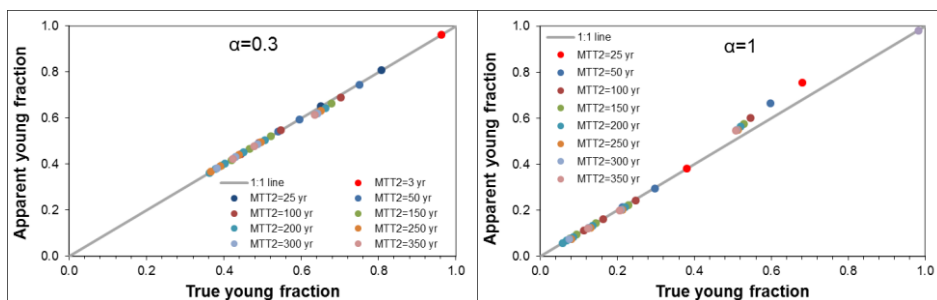 α=0.3
1.0
0.8
0.6
0.4
0.2
0.0
Apparent young fraction
1:1 line MTT2=3 yr
MTT2=25 yr MTT2=50 yr
MTT2=100 yr MTT2=150 yr
MTT2=200 yr MTT2=250 yr
MTT2=300 yr MTT2=350 yr
0.0 0.2 0.4 0.6 0.8 1.0
True young fraction
α=1
1.0
0.8
0.6
0.4
0.2
0.0
Apparent young fraction
1:1 line
MTT2=25 yr
MTT2=50 yr
MTT2=100 yr
MTT2=150 yr
MTT2=200 yr
MTT2=250 yr
MTT2=300 yr
MTT2=350 yr
0.0 0.2 0.4 0.6 0.8 1.0
True young fraction